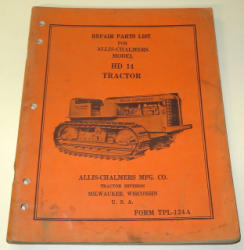 REPAIR PARTS LIST
FOR
ALLIS-CHALMERS
MODEL
HD 14
TRACTOR
ALLIS-CHALMERS MFG. CO.
TRACTOR DIVISION
MILWAUKEE, WISCONSIN
U. S. A.
FORM TPL-124A